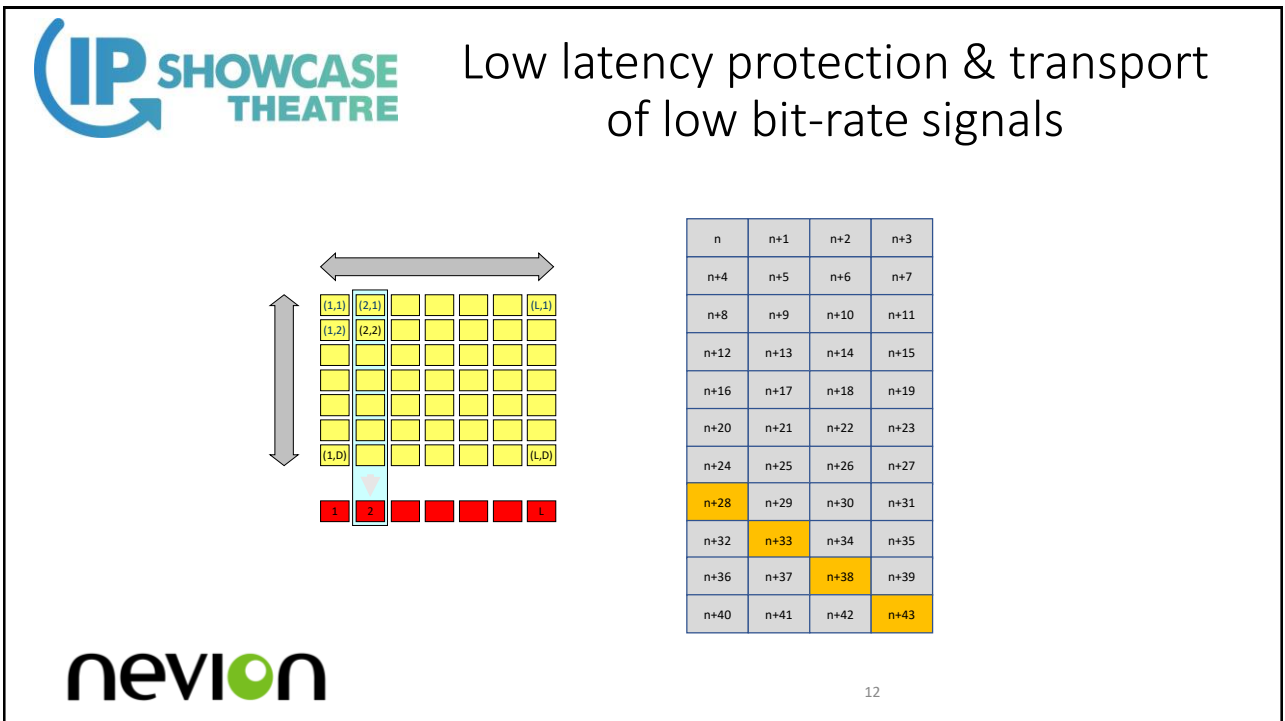 IP SHOWCASE
THEATRE
Low latency protection & transport
of low bit-rate signals
(1,1) (2,1) (L,1)
(1,2) (2,2)
(1,D) (L,D)
1 2 L
n n+1 n+2 n+3
n+4 n+5 n+6 n+7
n+8 n+9 n+10 n+11
n+12 n+13 n+14 n+15
n+16 n+17 n+18 n+19
n+20 n+21 n+22 n+23
n+24 n+25 n+26 n+27
n+28 n+29 n+30 n+31
n+32 n+33 n+34 n+35
n+36 n+37 n+38 n+39
n+40 n+41 n+42 n+43
nevion
12